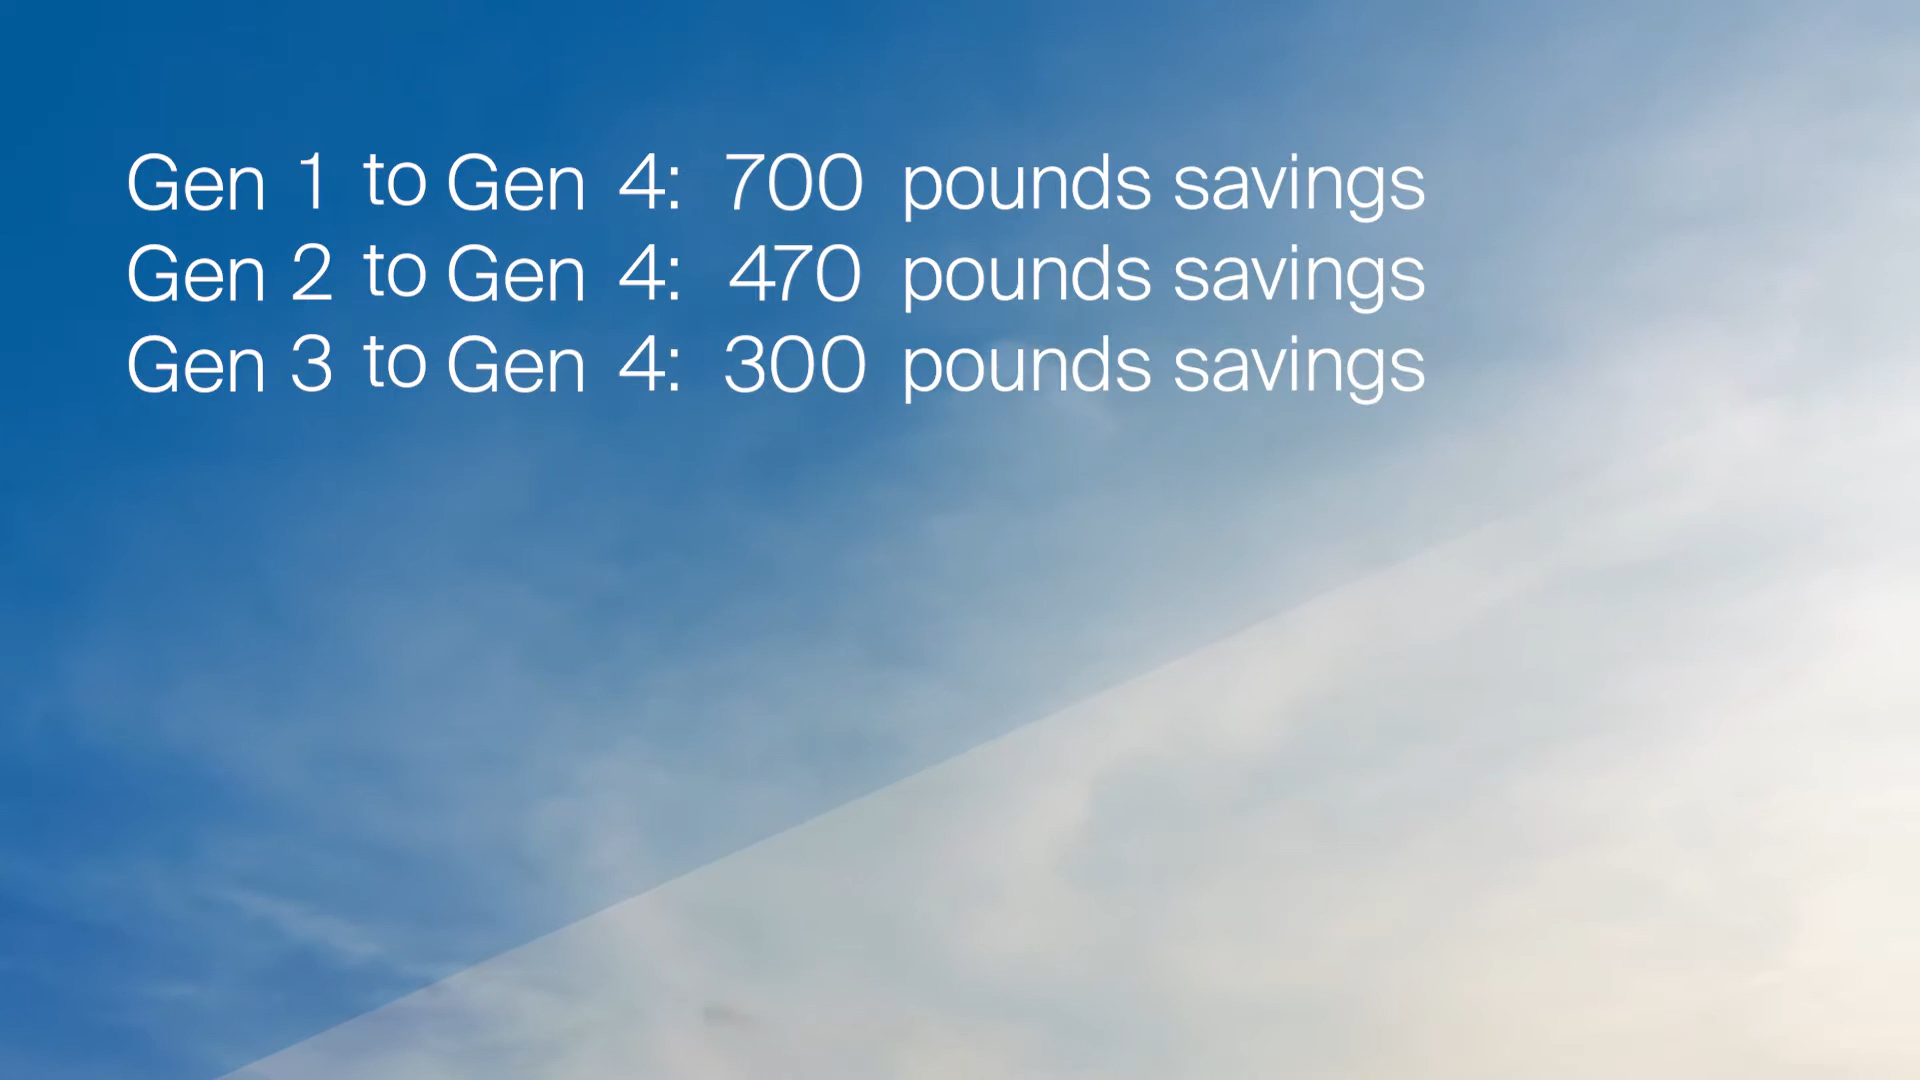 Gen 1 to Gen 4: 700 pounds savings
Gen 2 to Gen 4: 470 pounds savings
Gen 3 to Gen 4: 300 pounds savings